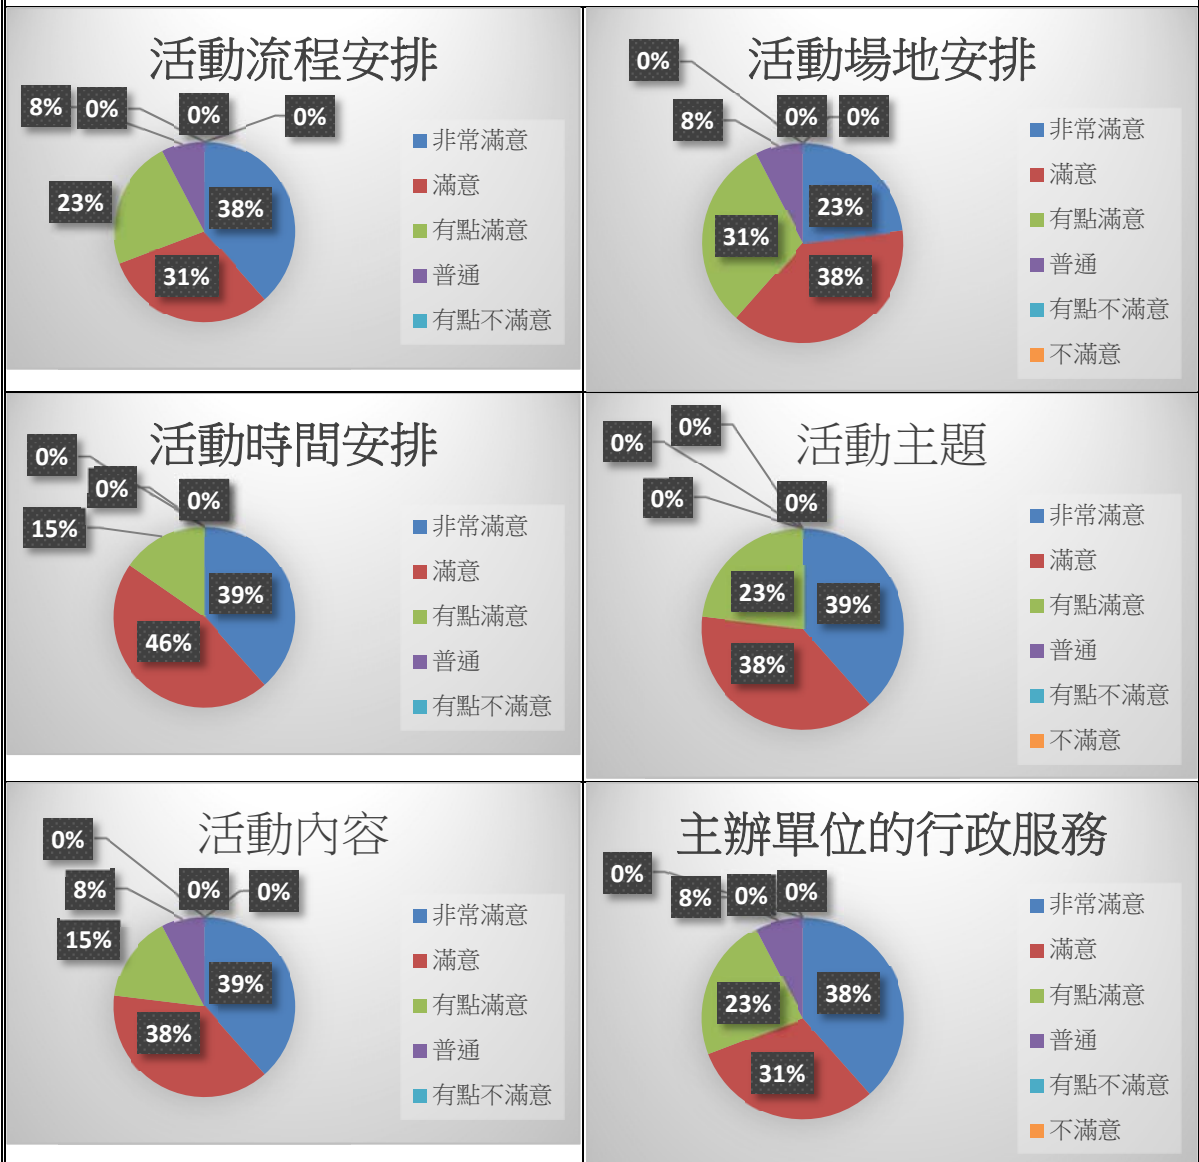 活動流程安排
8%
0%
0%
0%
23%
38%
31%
非常滿意
滿意
有點滿意
普通
有點不滿意
活動場地安排
0%
8%
0%
0%
23%
31%
38%
非常滿意
滿意
有點滿意
普通
有點不滿意
不滿意
活動時間安排
0%
0%
0%
15%
39%
46%
非常滿意
滿意
有點滿意
普通
有點不滿意
活動主題
0%
0%
0%
0%
23%
39%
38%
非常滿意
滿意
有點滿意
普通
有點不滿意
不滿意
活動內容
0%
8%
0%
0%
15%
39%
38%
非常滿意
滿意
有點滿意
普通
有點不滿意
主辦單位的行政服務
0%
8%
0%
0%
23%
38%
31%
非常滿意
滿意
有點滿意
普通
有點不滿意
不滿意